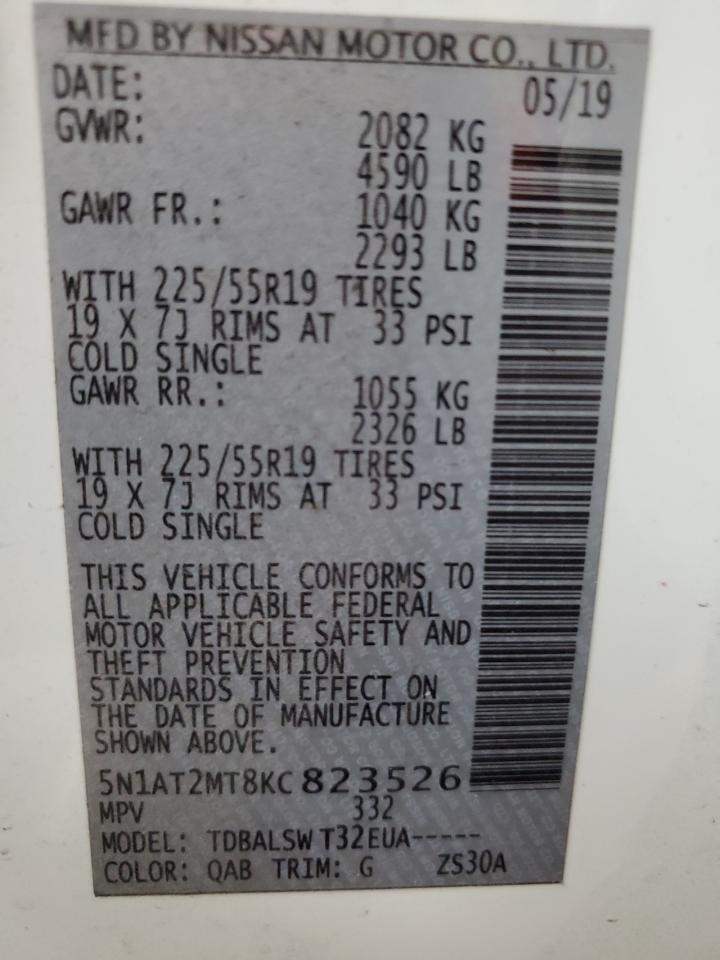 MFD BY NISSAN MOTOR CO., LTD.
DATE: 05/19
GVWR: 2082 KG
4590 LB
GAWR FR.: 1040 KG
2293 LB
WITH 225/55R19 TIRES
19 X 7J RIMS AT 33 PSI
COLD SINGLE
GAWR RR.: 1055 KG
2326 LB
WITH 225/55R19 TIRES
19 X 7J RIMS AT 33 PSI
COLD SINGLE
THIS VEHICLE CONFORMS TO
ALL APPLICABLE FEDERAL
MOTOR VEHICLE SAFETY AND
THEFT PREVENTION
STANDARDS IN EFFECT ON
THE DATE OF MANUFACTURE
SHOWN ABOVE.
5N1AT2MT8KC823526
MPV 332
MODEL: TDBALSW T32EUA-----
COLOR: QAB TRIM: G ZS30A